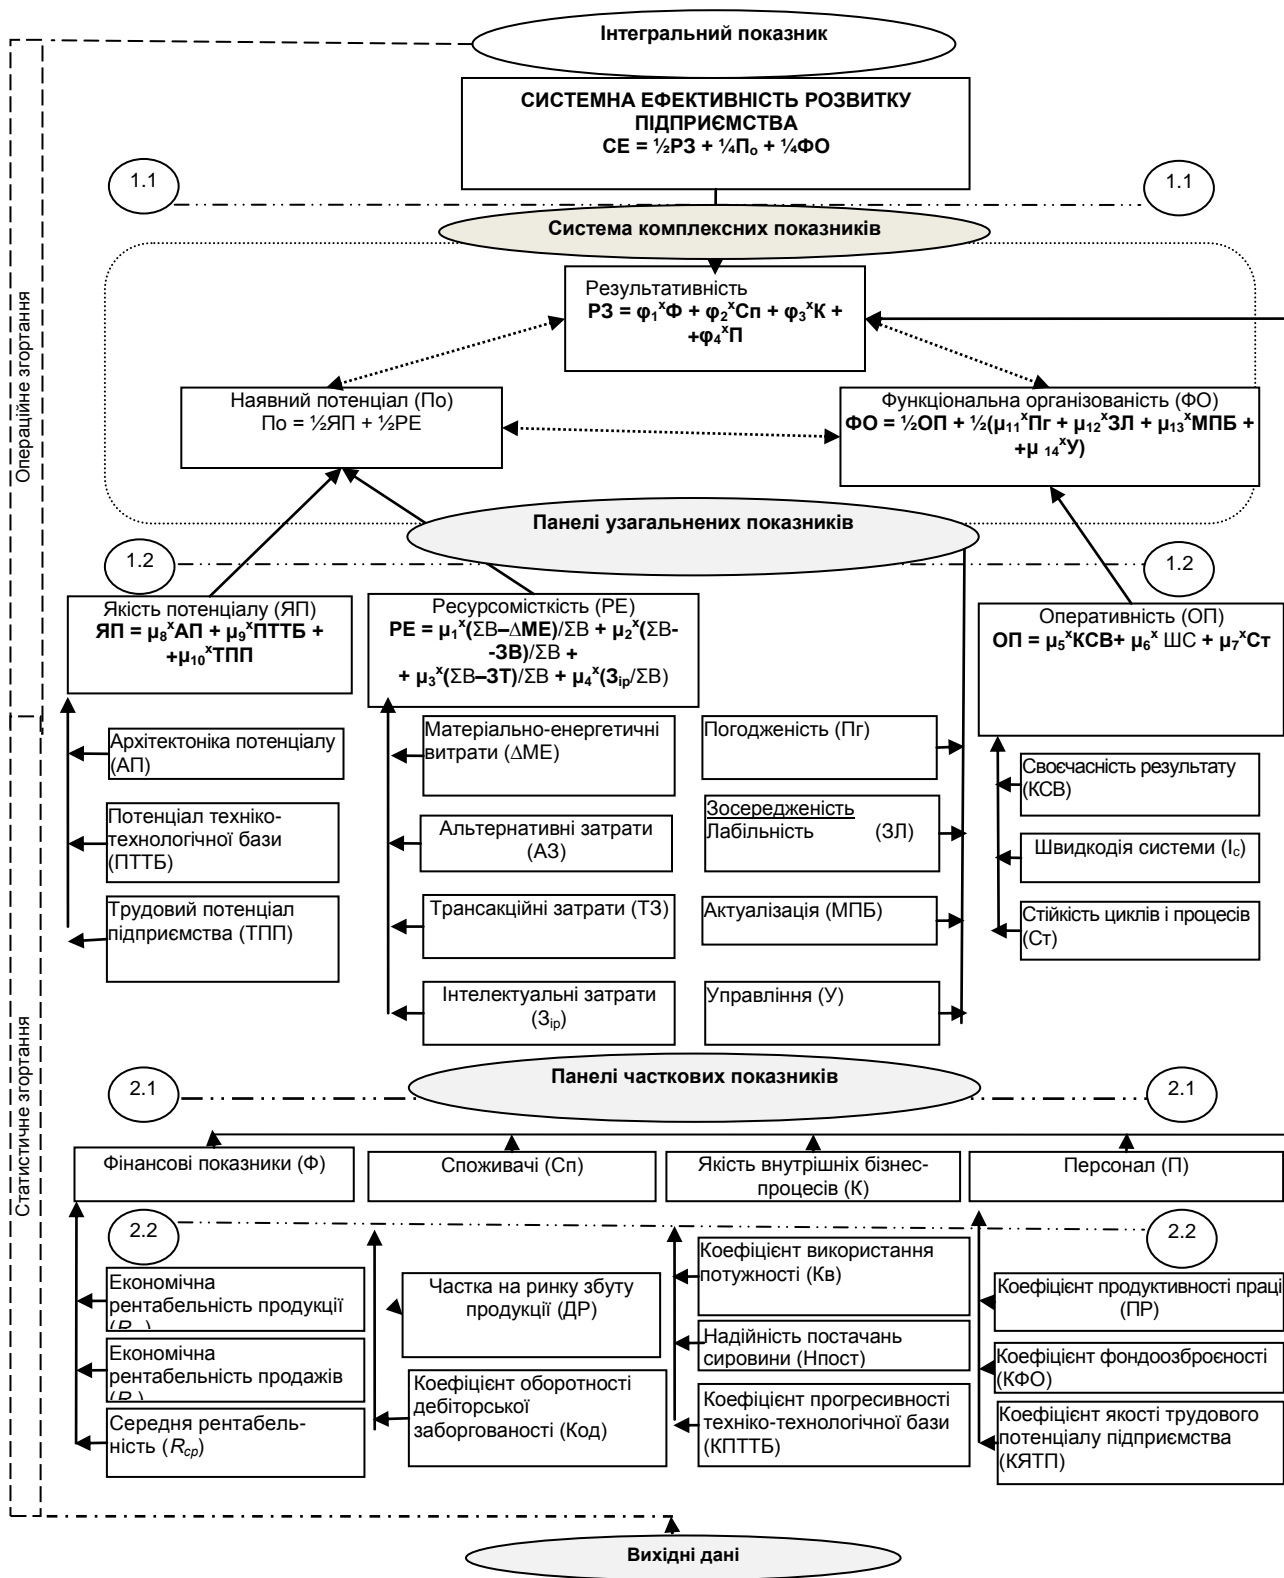 Інтегральний показник
СИСТЕМНА ЕФЕКТИВНІСТЬ РОЗВИТКУ
ПІДПРИЄМСТВА
СЕ = ½РЗ + ¼Пₒ + ¼ФО
1.1
1.1
Система комплексних показників
Операційне згортання
Результативність
РЗ = φ₁ˣФ + φ₂ˣСп + φ₃ˣК +
+φ₄ˣП
Наявний потенціал (По)
По = ½ЯП + ½РЕ
Функціональна організованість (ФО)
ФО = ½ОП + ½(μ₁₁ˣПг + μ₁₂ˣЗЛ + μ₁₃ˣМПБ +
+μ ₁₄ˣУ)
Панелі узагальнених показників
1.2
1.2
Якість потенціалу (ЯП)
ЯП = μ₈ˣАП + μ₉ˣПТТБ +
+μ₁₀ˣТПП
Ресурсомісткість (РЕ)
РЕ = μ₁ˣ(ΣВ–∆МЕ)/ΣВ + μ₂ˣ(ΣВ-
-ЗВ)/ΣВ +
+ μ₃ˣ(ΣВ–ЗТ)/ΣВ + μ₄ˣ(З_ір/ΣВ)
Оперативність (ОП)
ОП = μ₅ˣКСВ+ μ₆ˣ ШС + μ₇ˣСт
Статистичне згортання
Архітектоніка потенціалу
(АП)
Потенціал техніко-
технологічної бази
(ПТТБ)
Трудовий потенціал
підприємства (ТПП)
Матеріально-енергетичні
витрати (∆МЕ)
Альтернативні затрати
(АЗ)
Трансакційні затрати (ТЗ)
Інтелектуальні затрати
(З_ір)
Погодженість (Пг)
Зосередженість
Лабільність (ЗЛ)
Актуалізація (МПБ)
Управління (У)
Своєчасність результату
(КСВ)
Швидкодія системи (І_с)
Стійкість циклів і процесів
(Ст)
Панелі часткових показників
2.1
2.1
Фінансові показники (Ф)
Споживачі (Сп)
Якість внутрішніх бізнес-
процесів (К)
Персонал (П)
2.2
2.2
Економічна
рентабельність продукції
Економічна
рентабельність продажів
Середня рентабель-
ність (R_ср)
Частка на ринку збуту
продукції (ДР)
Коефіцієнт оборотності
дебіторської
заборгованості (Код)
Коефіцієнт використання
потужності (Кв)
Надійність постачань
сировини (Нпост)
Коефіцієнт прогресивності
техніко-технологічної бази
(КПТТБ)
Коефіцієнт продуктивності праці
(ПР)
Коефіцієнт фондоозброєності
(КФО)
Коефіцієнт якості трудового
потенціалу підприємства
(КЯТП)
Вихідні дані